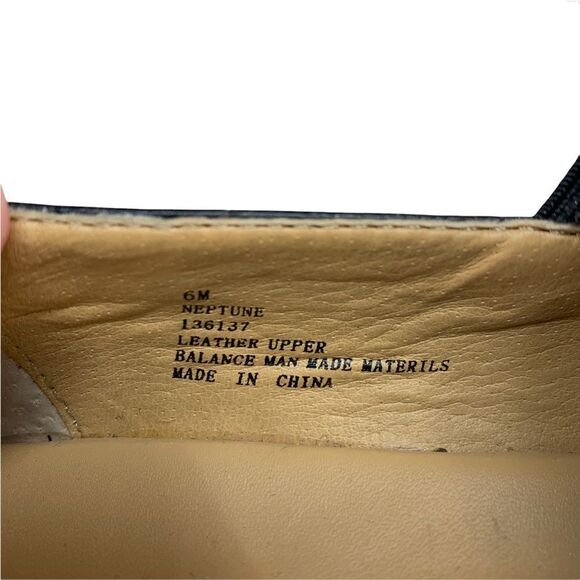 6M
NEPTUNE
136137
LEATHER UPPER
BALANCE MAN MADE MATERILS
MADE IN CHINA